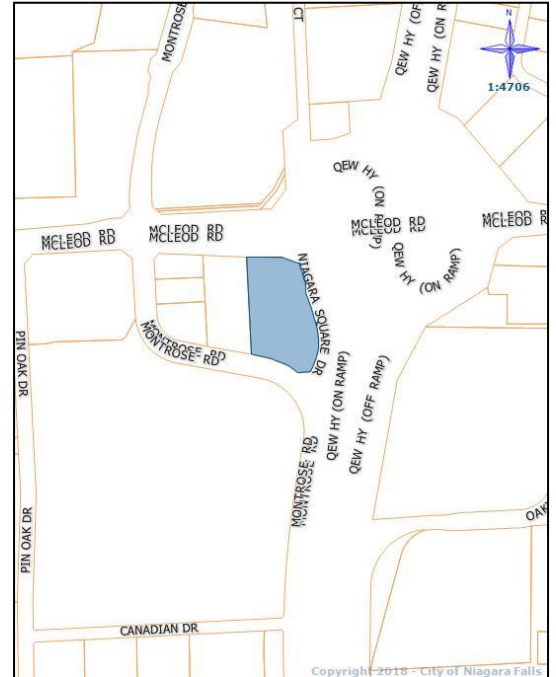 MONTROSE
CT
QEW HY (OF
QEW HY (ON R
N
1:4706
QEW HY (ON RAMP)
MCLEOD RD
MCLEOD RD
MCLEOD RD
MCLEOD RD
MCLEOD RD
MCLEOD RD
MCLEOD R
MCLEOD R
QEW HY (ON RAMP)
NIAGARA SQUARE DR
MONTROSE RD
MONTROSE RD
PIN OAK DR
QEW HY (ON RAMP)
QEW HY (OFF RAMP)
MONTROSE RD
MONTROSE RD
OAK
PIN OAK DR
CANADIAN DR
Copyright 2018 - City of Niagara Falls